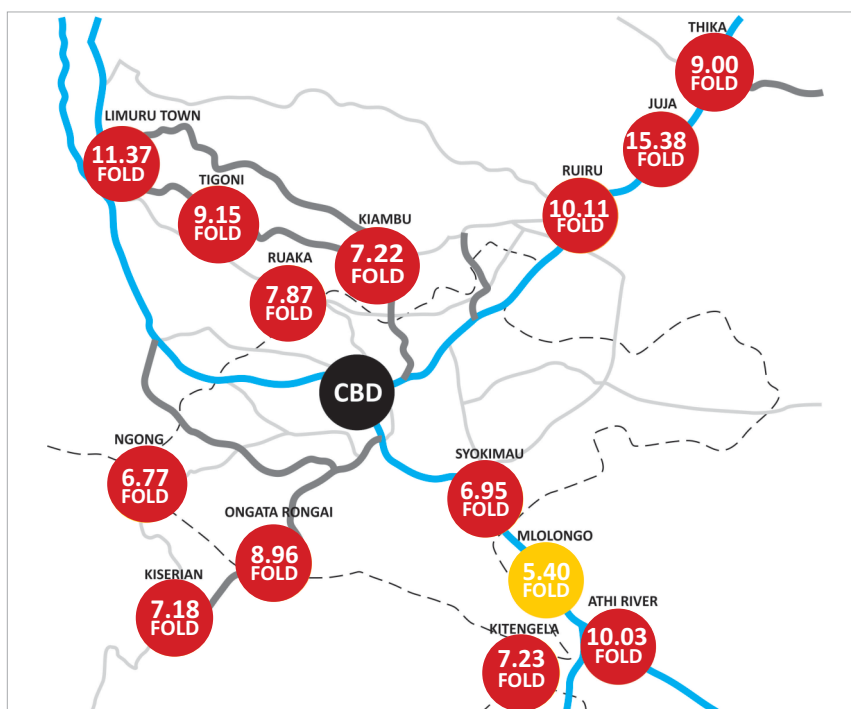 THIKA
9.00
FOLD
JUJA
15.38
FOLD
LIMURU TOWN
11.37
FOLD
RUIRU
10.11
FOLD
TIGONI
9.15
FOLD
KIAMBU
7.22
FOLD
RUAKA
7.87
FOLD
CBD
NGONG
6.77
FOLD
SYOKIMAU
6.95
FOLD
ONGATA RONGAI
8.96
FOLD
MLOLONGO
5.40
FOLD
KISERIAN
7.18
FOLD
ATHI RIVER
10.03
FOLD
KITENGELA
7.23
FOLD